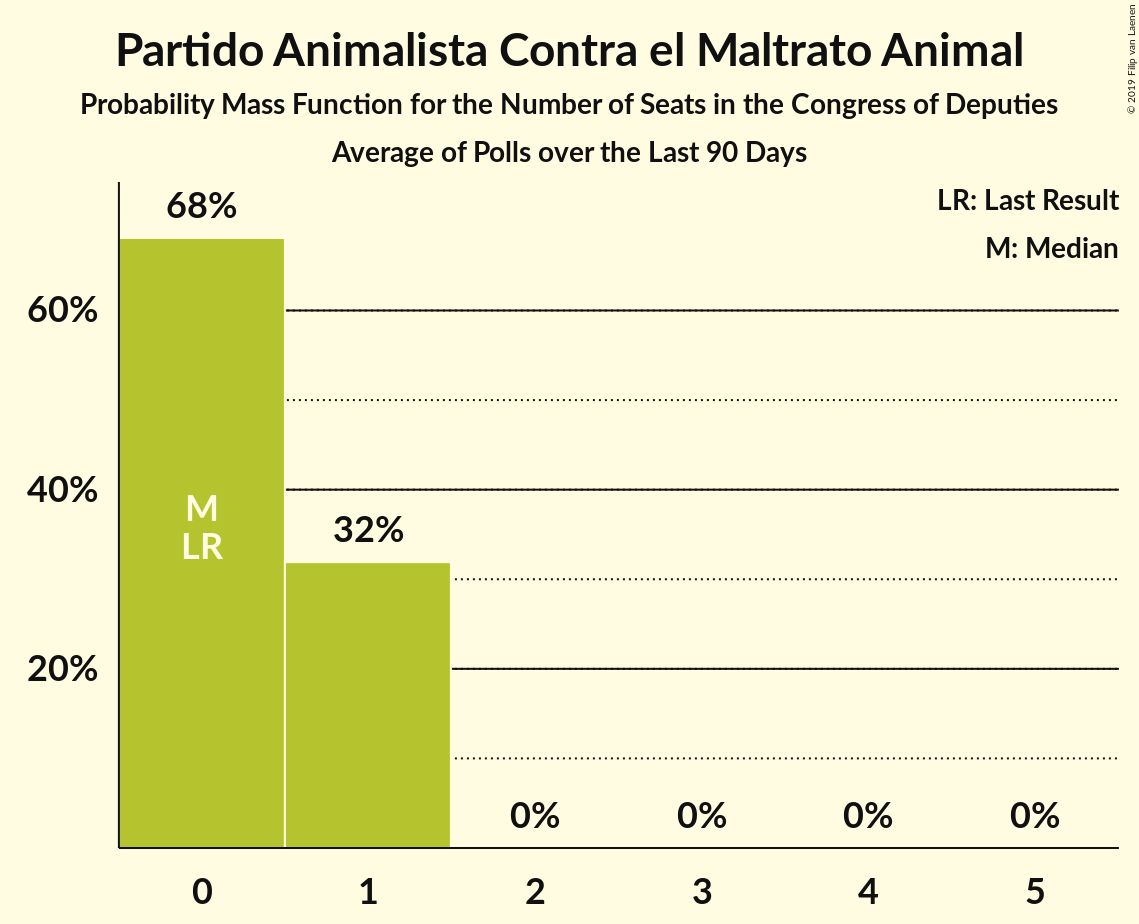 Partido Animalista Contra el Maltrato Animal
Probability Mass Function for the Number of Seats in the Congress of Deputies
Average of Polls over the Last 90 Days
© 2019 Filip van Laenen
LR: Last Result
M: Median
68%
60%
40%
20%
M
LR
32%
0%
0%
0%
0%
0
1
2
3
4
5